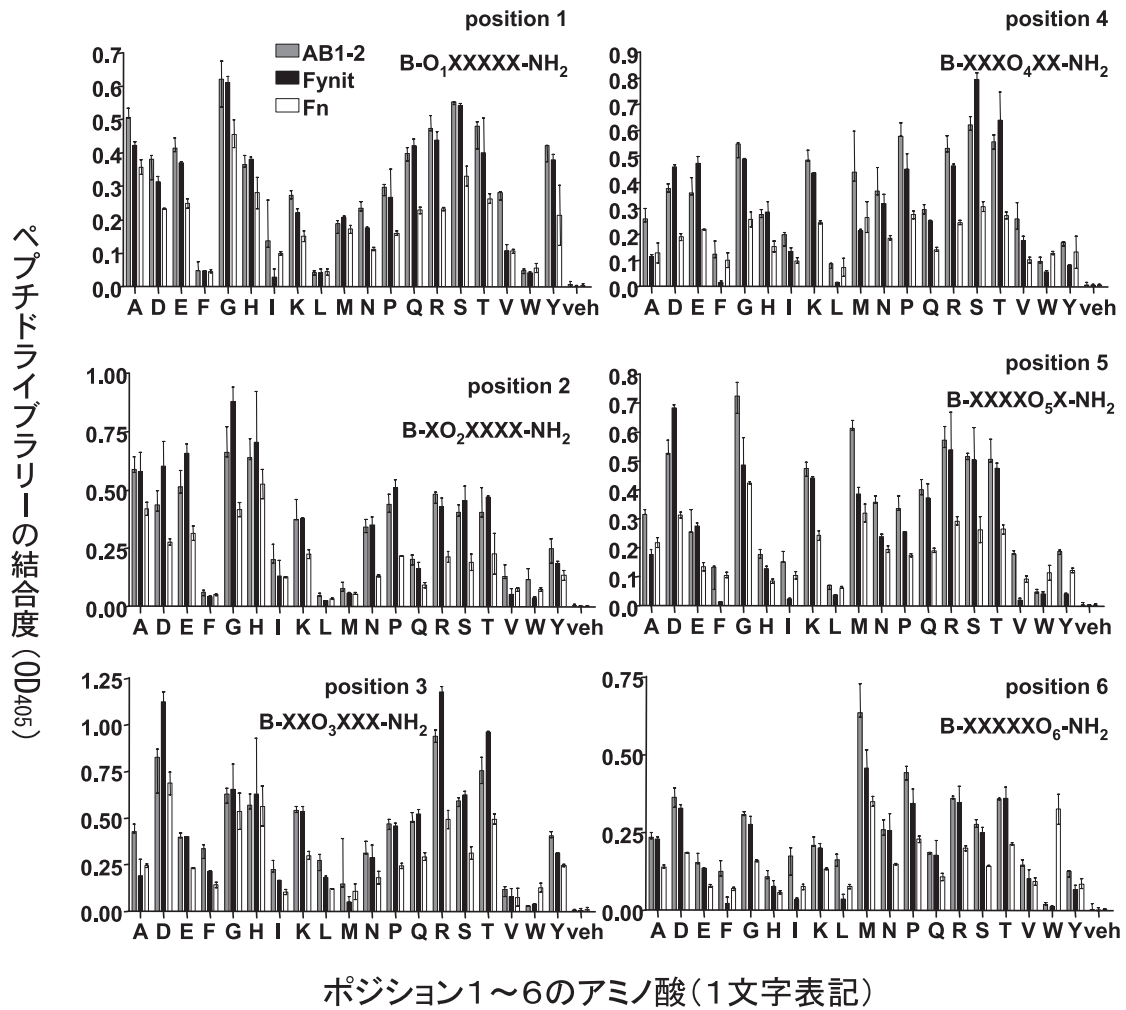 ペプチドライブラリーの結合度(OD405)
position 1
B-O1XXXXX-NH2
AB1-2
Fynit
Fn
0.7
0.6
0.5
0.4
0.3
0.2
0.1
0.0
A D E F G H I K L M N P Q R S T V W Y veh
position 4
B-XXXO4XX-NH2
0.9
0.8
0.7
0.6
0.5
0.4
0.3
0.2
0.1
0.0
A D E F G H I K L M N P Q R S T V W Y veh
position 2
B-XO2XXXX-NH2
1.00
0.75
0.50
0.25
0.00
A D E F G H I K L M N P Q R S T V W Y veh
position 5
B-XXXXO5X-NH2
0.8
0.7
0.6
0.5
0.4
0.3
0.2
0.1
0.0
A D E F G H I K L M N P Q R S T V W Y veh
position 3
B-XXO3XXX-NH2
1.25
1.00
0.75
0.50
0.25
0.00
A D E F G H I K L M N P Q R S T V W Y veh
position 6
B-XXXXXO6-NH2
0.75
0.50
0.25
0.00
A D E F G H I K L M N P Q R S T V W Y veh
ポジション1~6のアミノ酸(1文字表記)